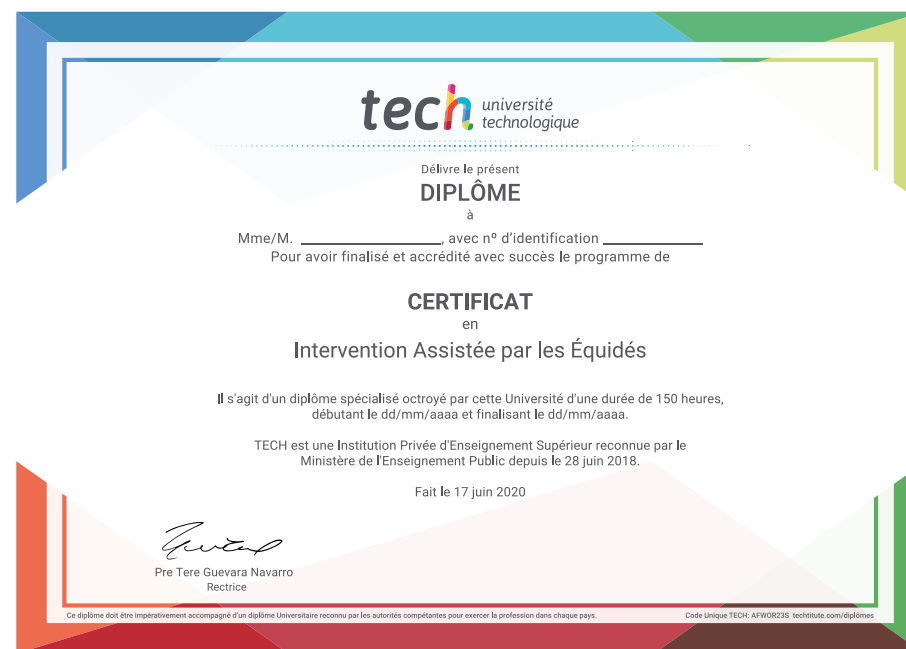 tech université
technologique
Délivre le présent
DIPLÔME
à
Mme/M. ____________________, avec nº d'identification ______________
Pour avoir finalisé et accrédité avec succès le programme de
CERTIFICAT
en
Intervention Assistée par les Équidés
Il s'agit d'un diplôme spécialisé octroyé par cette Université d'une durée de 150 heures,
débutant le dd/mm/aaaa et finalisant le dd/mm/aaaa.
TECH est une Institution Privée d'Enseignement Supérieur reconnue par le
Ministère de l'Enseignement Public depuis le 28 juin 2018.
Fait le 17 juin 2020
Pre Tere Guevara Navarro
Rectrice
Ce diplôme doit être impérativement accompagné d'un diplôme Universitaire reconnu par les autorités compétantes pour exercer la profession dans chaque pays. Code Unique TECH: AFWOR23S techtitute.com/diplômes